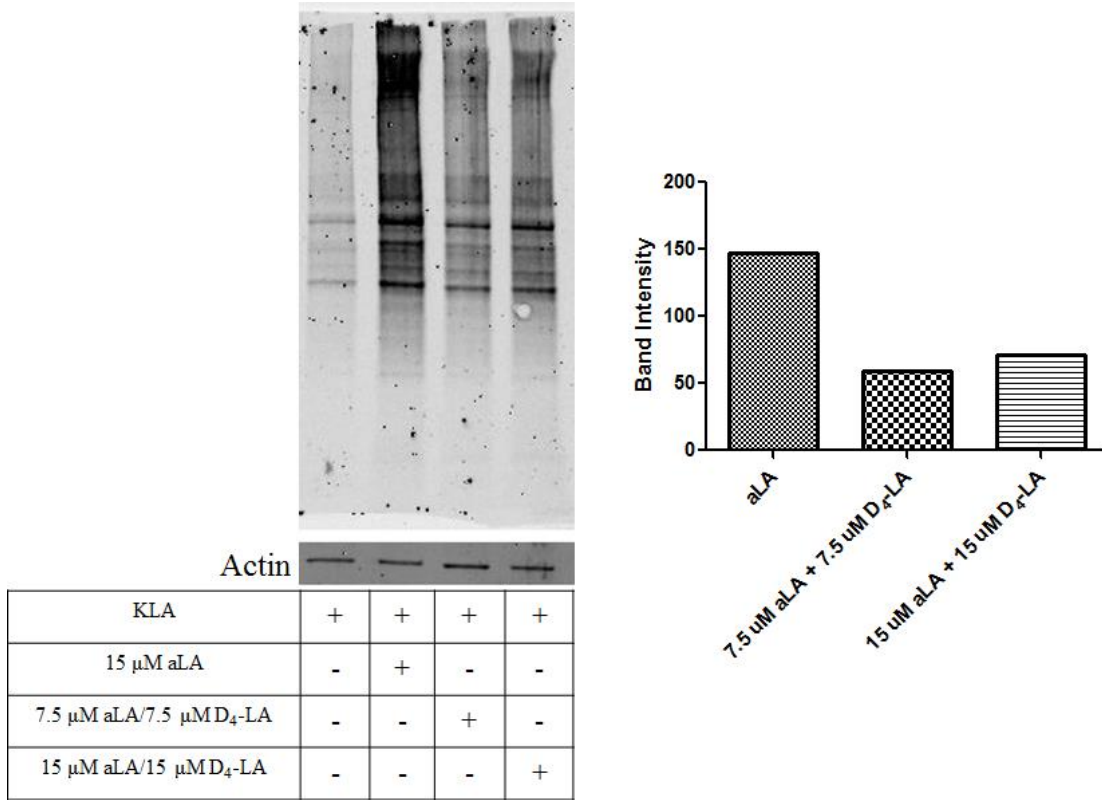 Actin
KLA + + + +
15 µM aLA - + - -
7.5 µM aLA/7.5 µM D₄-LA - - + -
15 µM aLA/15 µM D₄-LA - - - +
Band Intensity
200
150
100
50
0
aLA
7.5 uM aLA + 7.5 uM D₄-LA
15 uM aLA + 15 uM D₄-LA